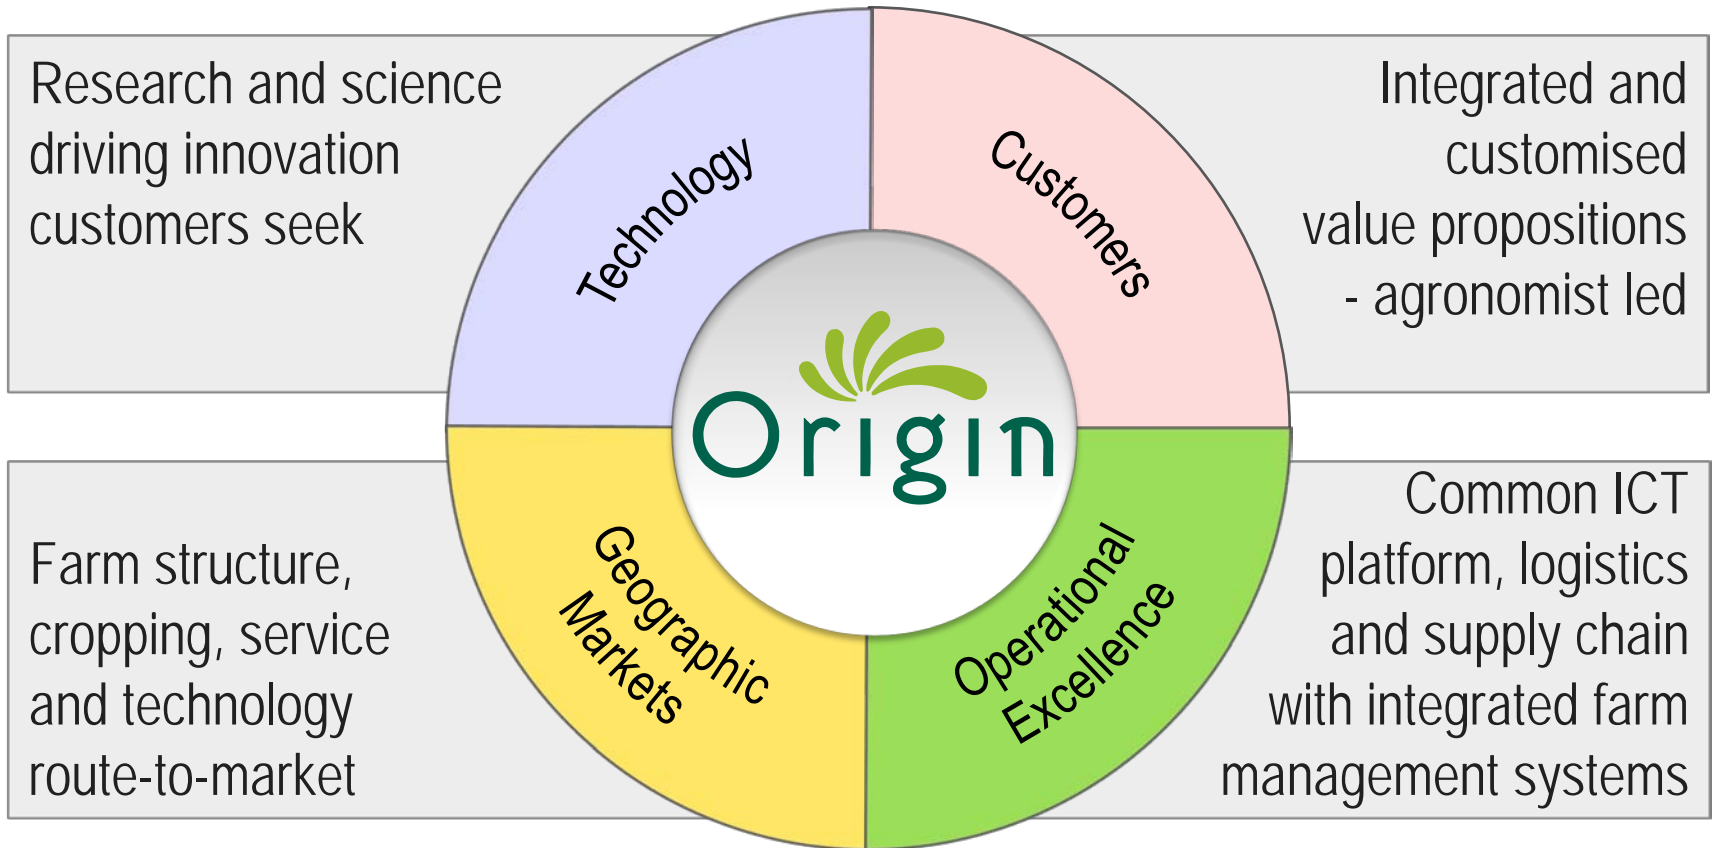 Research and science
driving innovation
customers seek
Technology
Customers
Integrated and
customised
value propositions
- agronomist led
Origin
Farm structure,
cropping, service
and technology
route-to-market
Geographic
Markets
Operational
Excellence
Common ICT
platform, logistics
and supply chain
with integrated farm
management systems